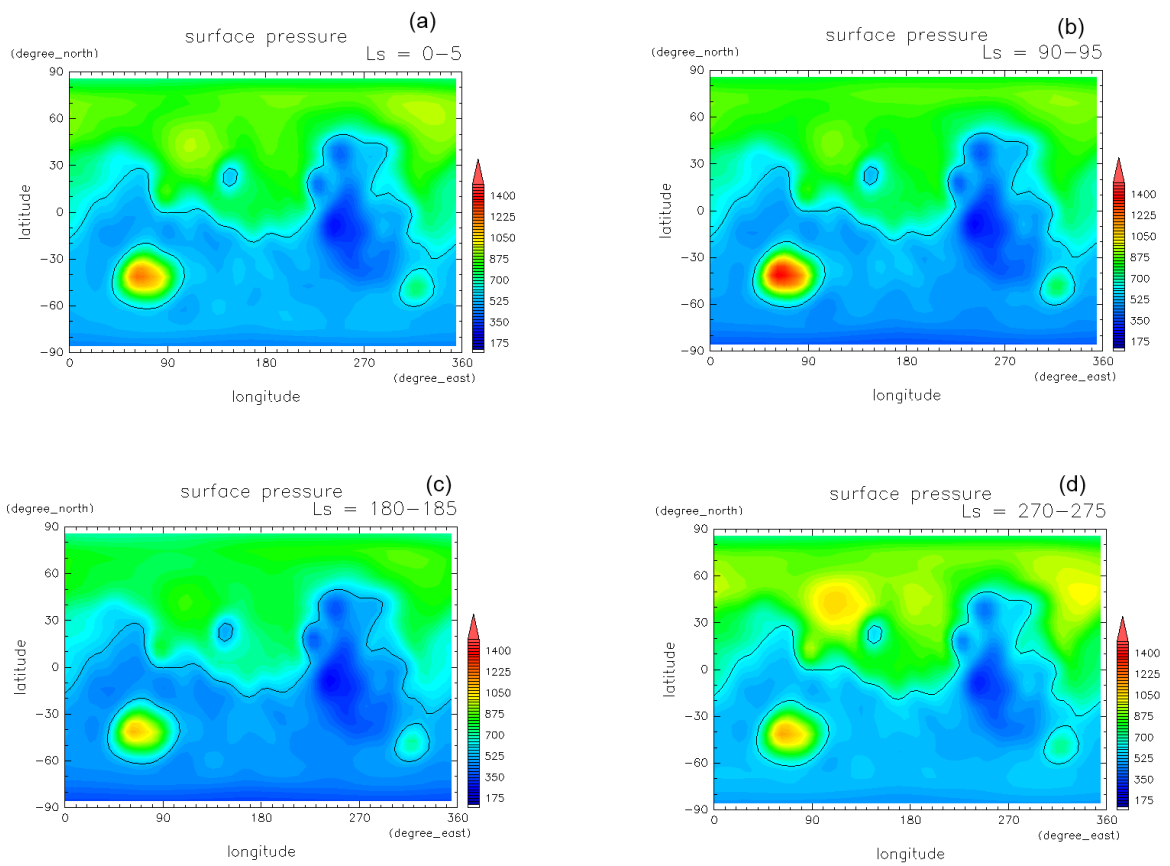 (a)
surface pressure
(degree_north)
Ls = 0-5
90
60
30
0
-30
-60
-90
latitude
0 90 180 270 360
(degree_east)
longitude
1400
1225
1050
875
700
525
350
175
(b)
surface pressure
(degree_north)
Ls = 90-95
90
60
30
0
-30
-60
-90
latitude
0 90 180 270 360
(degree_east)
longitude
1400
1225
1050
875
700
525
350
175
(c)
surface pressure
(degree_north)
Ls = 180-185
90
60
30
0
-30
-60
-90
latitude
0 90 180 270 360
(degree_east)
longitude
1400
1225
1050
875
700
525
350
175
(d)
surface pressure
(degree_north)
Ls = 270-275
90
60
30
0
-30
-60
-90
latitude
0 90 180 270 360
(degree_east)
longitude
1400
1225
1050
875
700
525
350
175